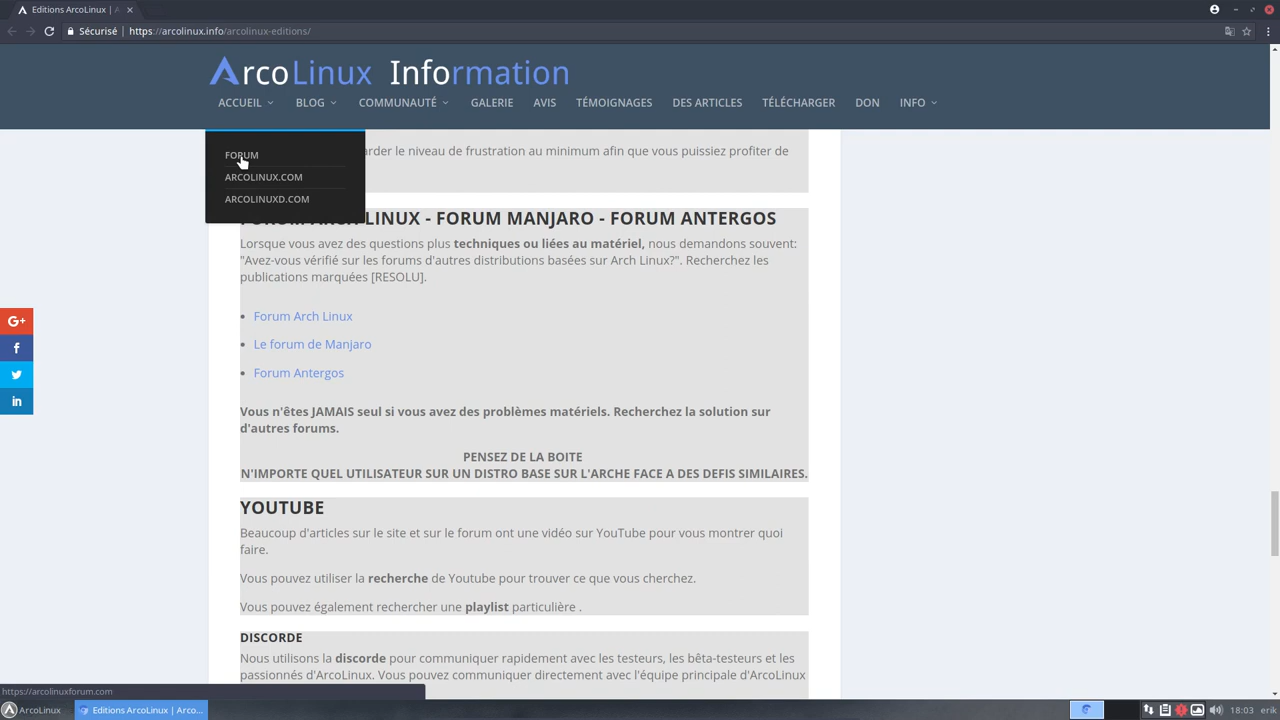 Editions ArcoLinux | A
Sécurisé
https://arcolinux.info/arcolinux-editions/
ArcoLinux Information
ACCUEIL
BLOG
COMMUNAUTÉ
GALERIE
AVIS
TÉMOIGNAGES
DES ARTICLES
TÉLÉCHARGER
DON
INFO
FORUM
ARCOLINUX.COM
ARCOLINUXD.COM
le niveau de frustration au minimum afin que vous puissiez profiter de
LINUX - FORUM MANJARO - FORUM ANTERGOS
Lorsque vous avez des questions plus techniques ou liées au matériel, nous demandons souvent:
"Avez-vous vérifié sur les forums d'autres distributions basées sur Arch Linux?". Recherchez les
publications marquées [RESOLU].
• Forum Arch Linux
• Le forum de Manjaro
• Forum Antergos
Vous n'êtes JAMAIS seul si vous avez des problèmes matériels. Recherchez la solution sur
d'autres forums.
PENSEZ DE LA BOITE
N'IMPORTE QUEL UTILISATEUR SUR UN DISTRO BASE SUR L'ARCHE FACE A DES DEFIS SIMILAIRES.
G+
f
in
YOUTUBE
Beaucoup d'articles sur le site et sur le forum ont une vidéo sur YouTube pour vous montrer quoi
faire.
Vous pouvez utiliser la recherche de Youtube pour trouver ce que vous cherchez.
Vous pouvez également rechercher une playlist particulière .
DISCORDE
Nous utilisons la discorde pour communiquer rapidement avec les testeurs, les bêta-testeurs et les
passionnés d'ArcoLinux. Vous pouvez communiquer directement avec l'équipe principale d'ArcoLinux
https://arcolinuxforum.com
ArcoLinux
Editions ArcoLinux | Arco...
18:03
erik